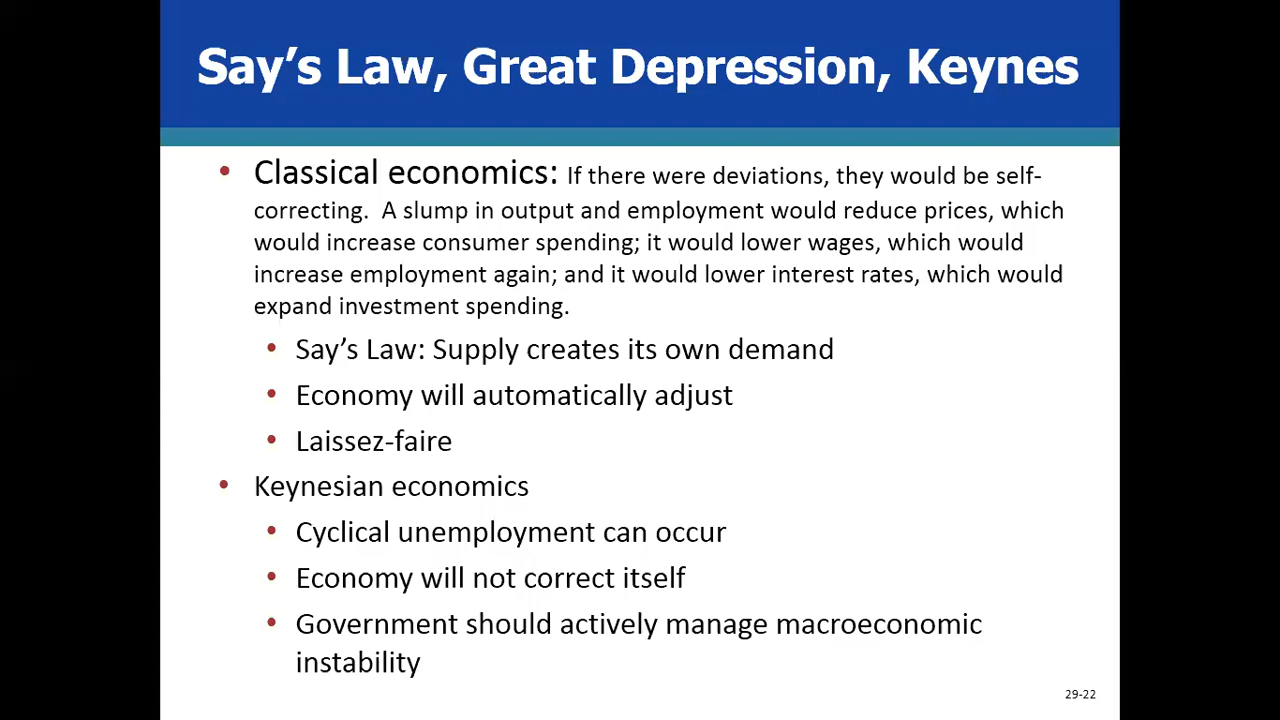 Say's Law, Great Depression, Keynes
• Classical economics: If there were deviations, they would be self-
correcting.  A slump in output and employment would reduce prices, which
would increase consumer spending; it would lower wages, which would
increase employment again; and it would lower interest rates, which would
expand investment spending.
• Say’s Law: Supply creates its own demand
• Economy will automatically adjust
• Laissez-faire
• Keynesian economics
• Cyclical unemployment can occur
• Economy will not correct itself
• Government should actively manage macroeconomic
instability
29-22